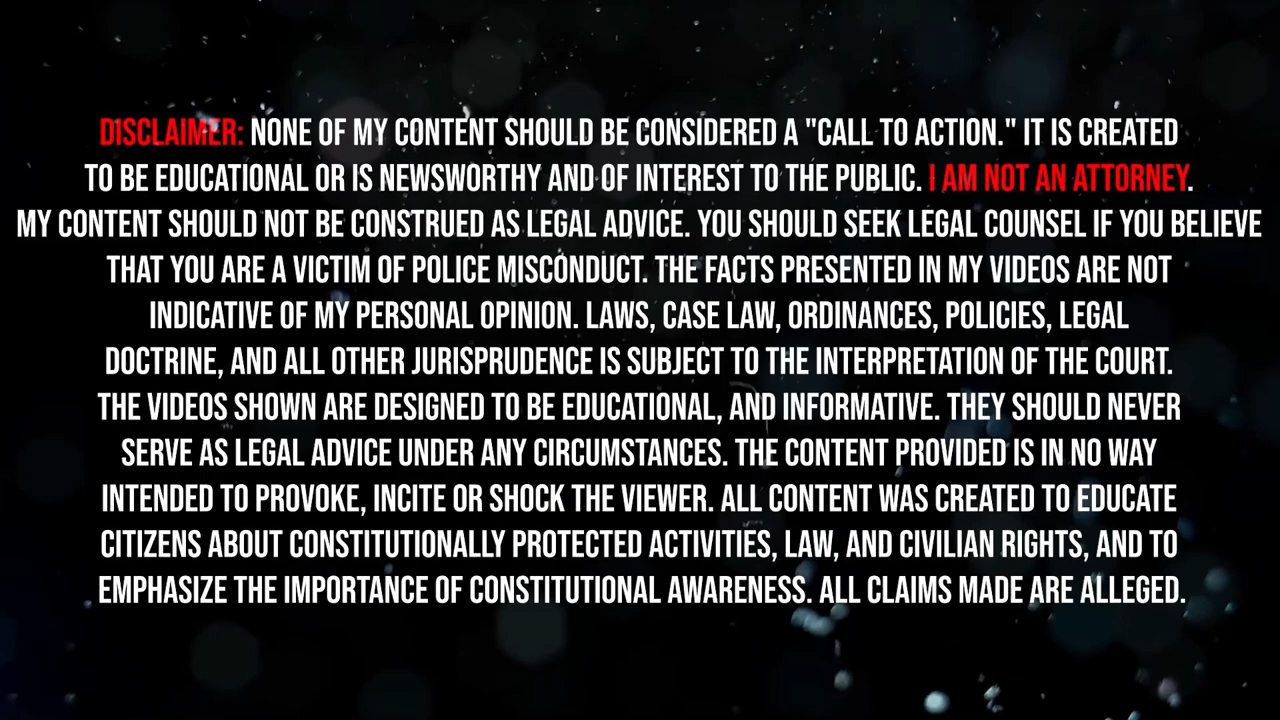 DISCLAIMER: NONE OF MY CONTENT SHOULD BE CONSIDERED A "CALL TO ACTION." IT IS CREATED
TO BE EDUCATIONAL OR IS NEWSWORTHY AND OF INTEREST TO THE PUBLIC. I AM NOT AN ATTORNEY.
MY CONTENT SHOULD NOT BE CONSTRUED AS LEGAL ADVICE. YOU SHOULD SEEK LEGAL COUNSEL IF YOU BELIEVE
THAT YOU ARE A VICTIM OF POLICE MISCONDUCT. THE FACTS PRESENTED IN MY VIDEOS ARE NOT
INDICATIVE OF MY PERSONAL OPINION. LAWS, CASE LAW, ORDINANCES, POLICIES, LEGAL
DOCTRINE, AND ALL OTHER JURISPRUDENCE IS SUBJECT TO THE INTERPRETATION OF THE COURT.
THE VIDEOS SHOWN ARE DESIGNED TO BE EDUCATIONAL, AND INFORMATIVE. THEY SHOULD NEVER
SERVE AS LEGAL ADVICE UNDER ANY CIRCUMSTANCES. THE CONTENT PROVIDED IS IN NO WAY
INTENDED TO PROVOKE, INCITE OR SHOCK THE VIEWER. ALL CONTENT WAS CREATED TO EDUCATE
CITIZENS ABOUT CONSTITUTIONALLY PROTECTED ACTIVITIES, LAW, AND CIVILIAN RIGHTS, AND TO
EMPHASIZE THE IMPORTANCE OF CONSTITUTIONAL AWARENESS. ALL CLAIMS MADE ARE ALLEGED.